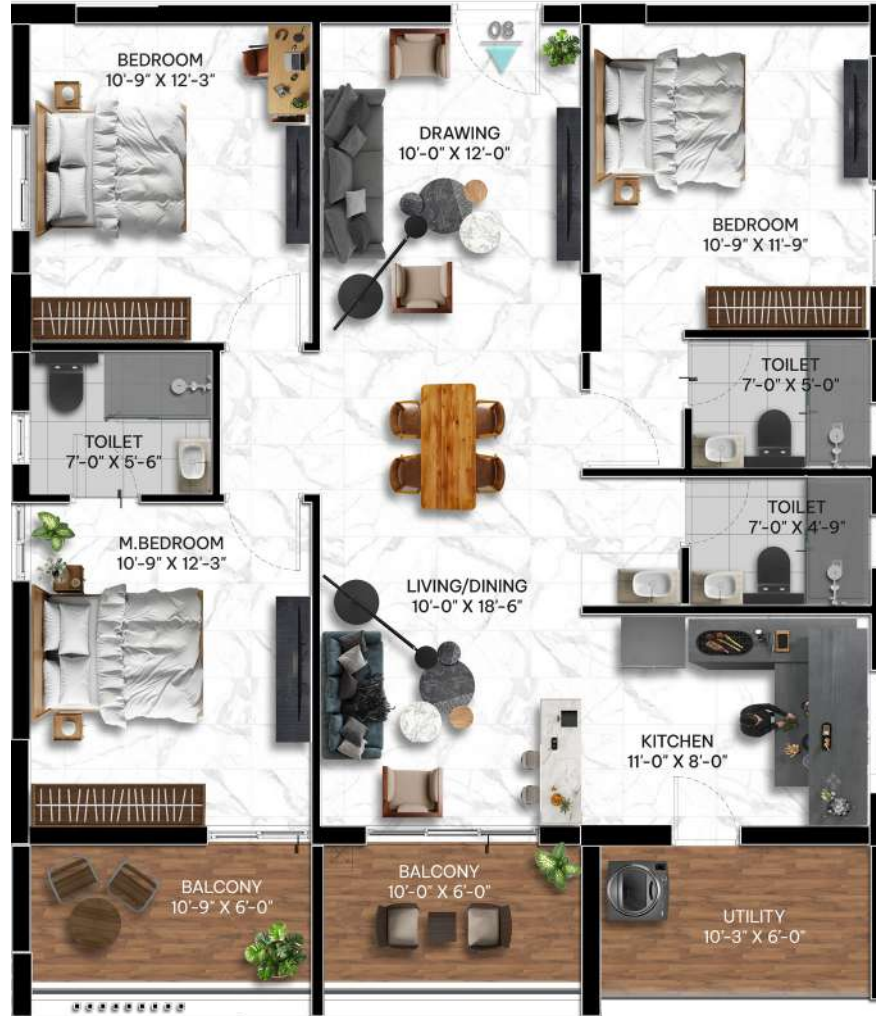 BEDROOM
10'-9" X 12'-3"
08
DRAWING
10'-0" X 12'-0"
BEDROOM
10'-9" X 11'-9"
TOILET
7'-0" X 5'-0"
TOILET
7'-0" X 5'-6"
TOILET
7'-0" X 4'-9"
M.BEDROOM
10'-9" X 12'-3"
LIVING/DINING
10'-0" X 18'-6"
KITCHEN
11'-0" X 8'-0"
BALCONY
10'-9" X 6'-0"
BALCONY
10'-0" X 6'-0"
UTILITY
10'-3" X 6'-0"